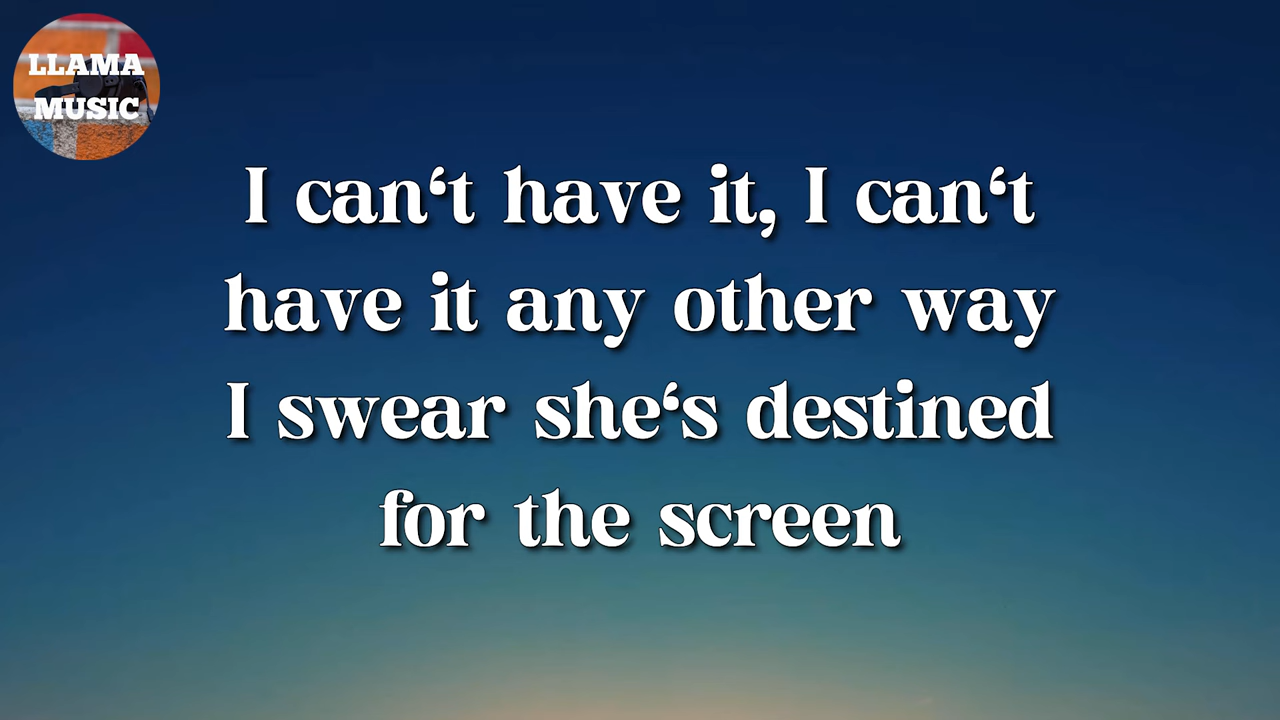 LLAMA
MUSIC
I can‘t have it, I can‘t
have it any other way
I swear she‘s destined
for the screen